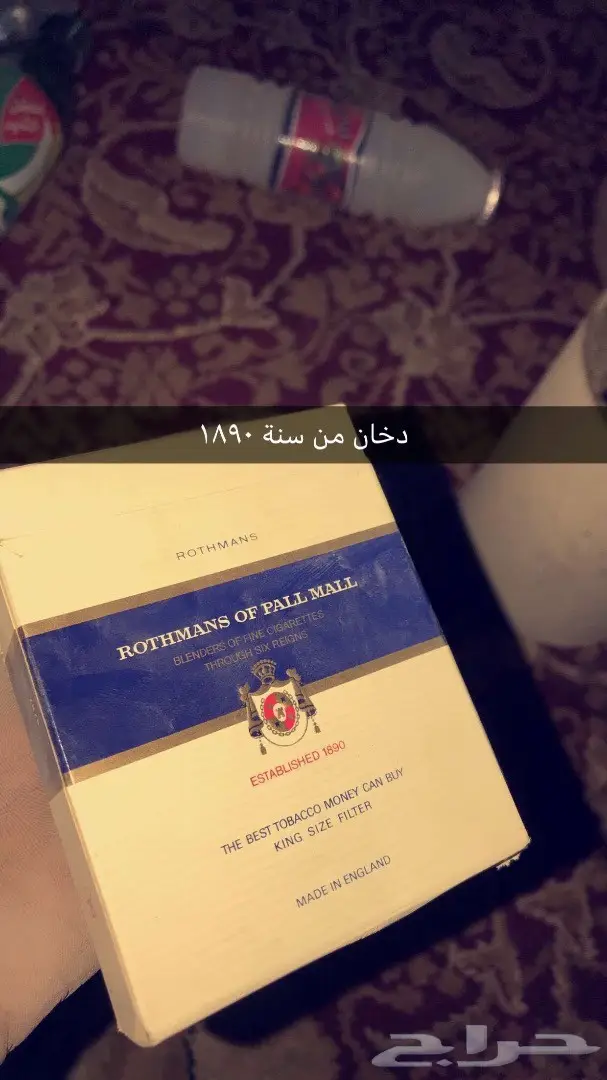 دخان من سنة ١٨٩٠
ROTHMANS
ROTHMANS OF PALL MALL
BLENDERS OF FINE CIGARETTES
THROUGH SIX REIGNS
ESTABLISHED 1890
THE BEST TOBACCO MONEY CAN BUY
KING SIZE FILTER
MADE IN ENGLAND
حراج